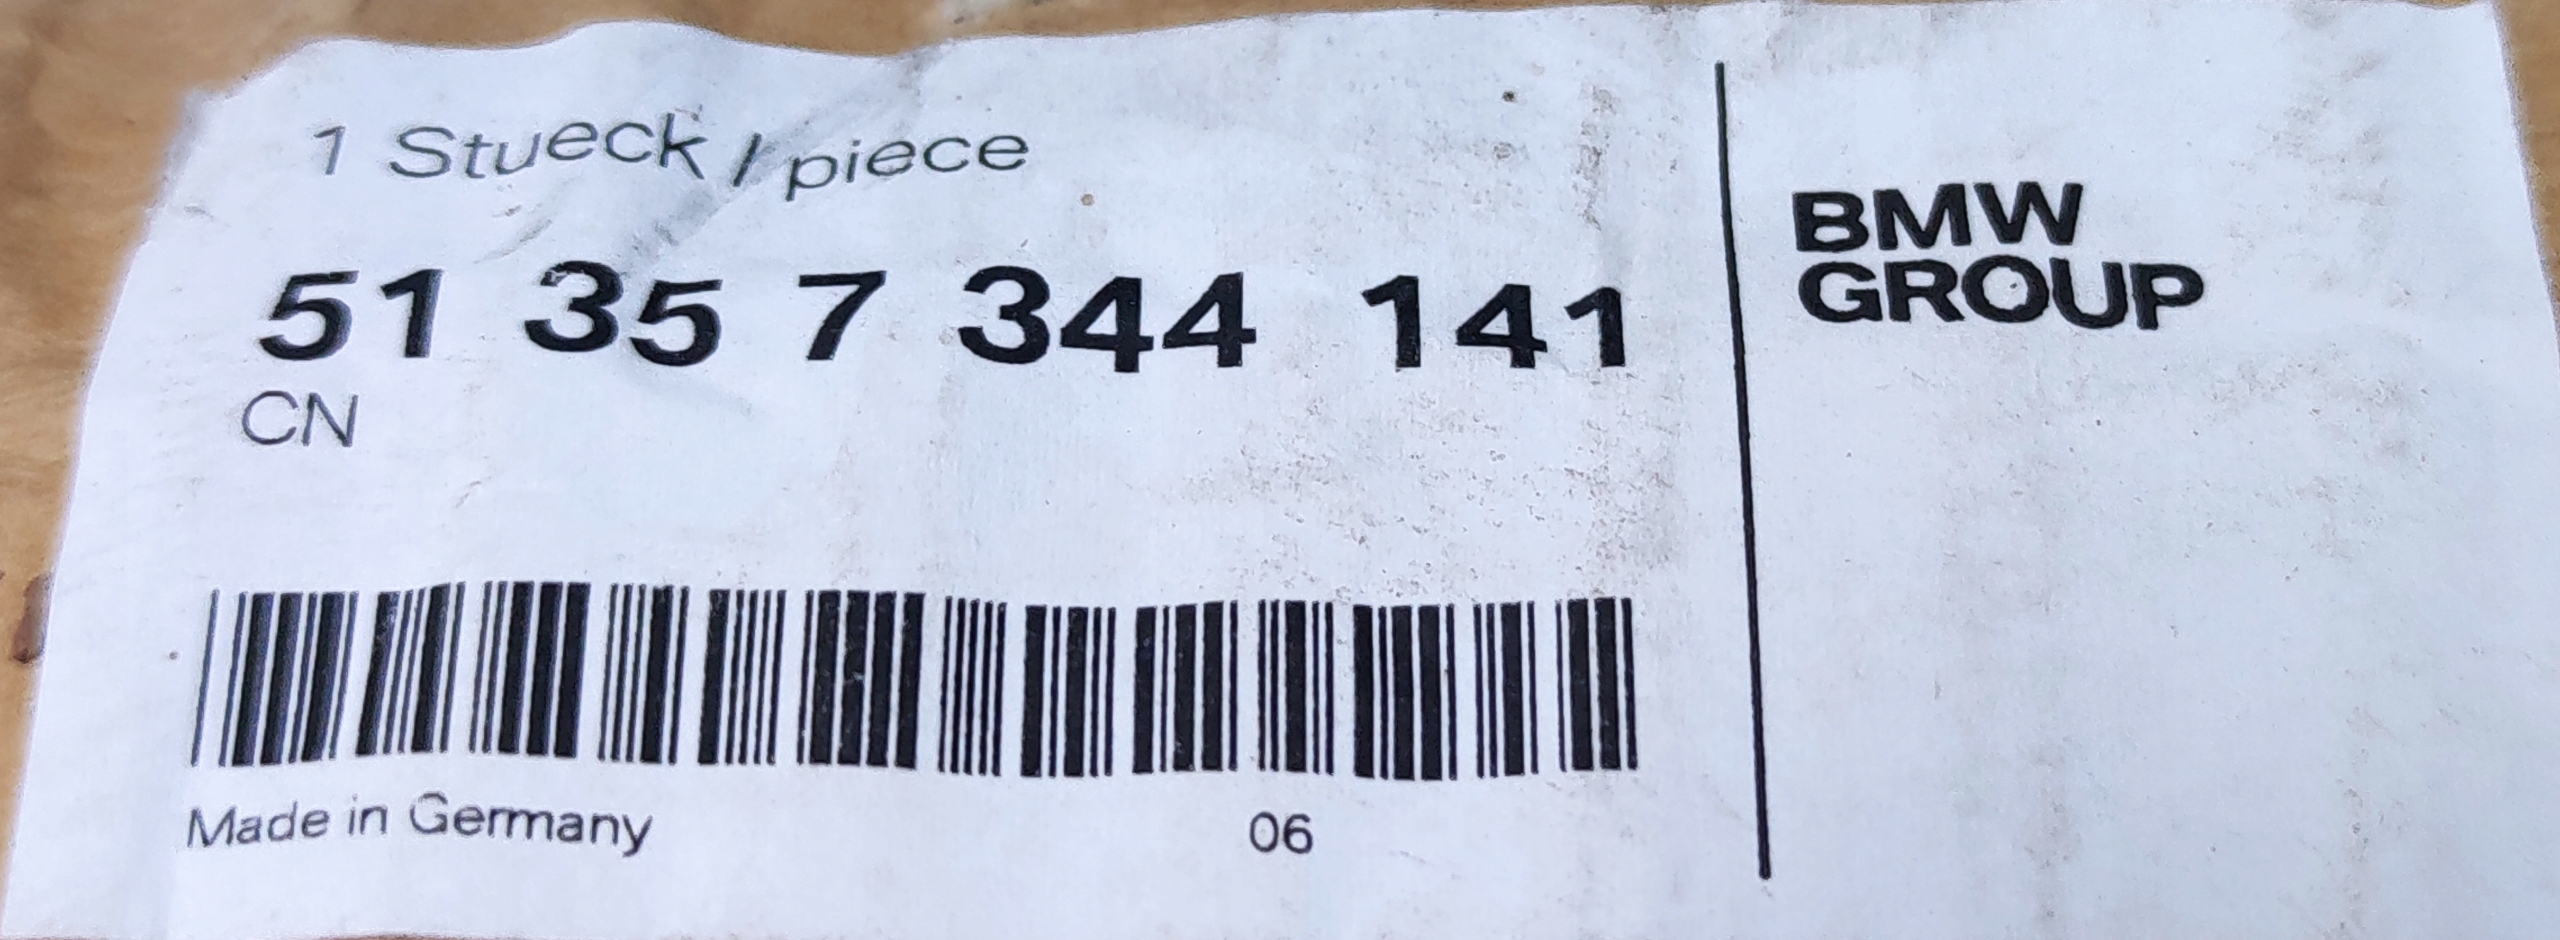 1 Stueck / piece
51 35 7 344 141
CN
Made in Germany
06
BMW
GROUP